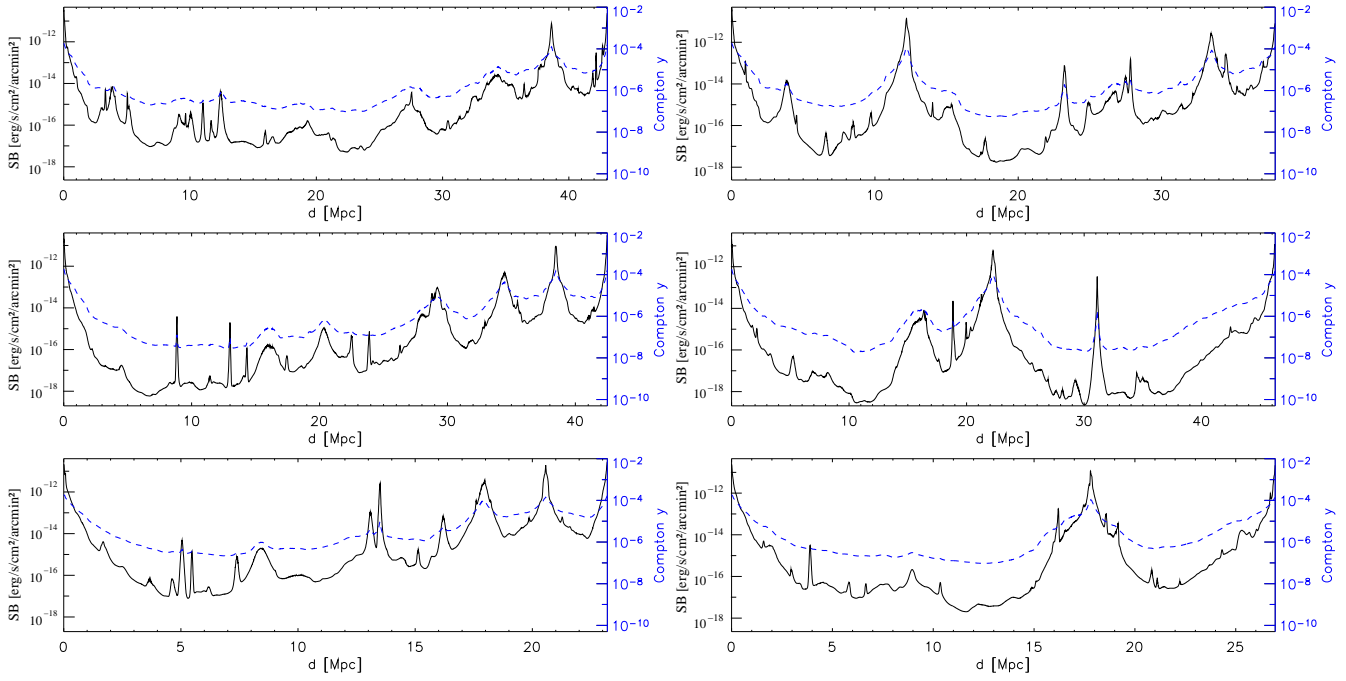 SB [erg/s/cm²/arcmin²]
10⁻¹²
10⁻¹⁴
10⁻¹⁶
10⁻¹⁸
10⁻²
10⁻⁴
10⁻⁶
10⁻⁸
10⁻¹⁰
Compton y
0 10 20 30 40
d [Mpc]
SB [erg/s/cm²/arcmin²]
10⁻¹²
10⁻¹⁴
10⁻¹⁶
10⁻¹⁸
10⁻²
10⁻⁴
10⁻⁶
10⁻⁸
10⁻¹⁰
Compton y
0 10 20 30
d [Mpc]
SB [erg/s/cm²/arcmin²]
10⁻¹²
10⁻¹⁴
10⁻¹⁶
10⁻¹⁸
10⁻²
10⁻⁴
10⁻⁶
10⁻⁸
10⁻¹⁰
Compton y
0 10 20 30 40
d [Mpc]
SB [erg/s/cm²/arcmin²]
10⁻¹²
10⁻¹⁴
10⁻¹⁶
10⁻¹⁸
10⁻²
10⁻⁴
10⁻⁶
10⁻⁸
10⁻¹⁰
Compton y
0 10 20 30 40
d [Mpc]
SB [erg/s/cm²/arcmin²]
10⁻¹²
10⁻¹⁴
10⁻¹⁶
10⁻¹⁸
10⁻²
10⁻⁴
10⁻⁶
10⁻⁸
10⁻¹⁰
Compton y
0 5 10 15 20
d [Mpc]
SB [erg/s/cm²/arcmin²]
10⁻¹²
10⁻¹⁴
10⁻¹⁶
10⁻¹⁸
10⁻²
10⁻⁴
10⁻⁶
10⁻⁸
10⁻¹⁰
Compton y
0 5 10 15 20 25
d [Mpc]